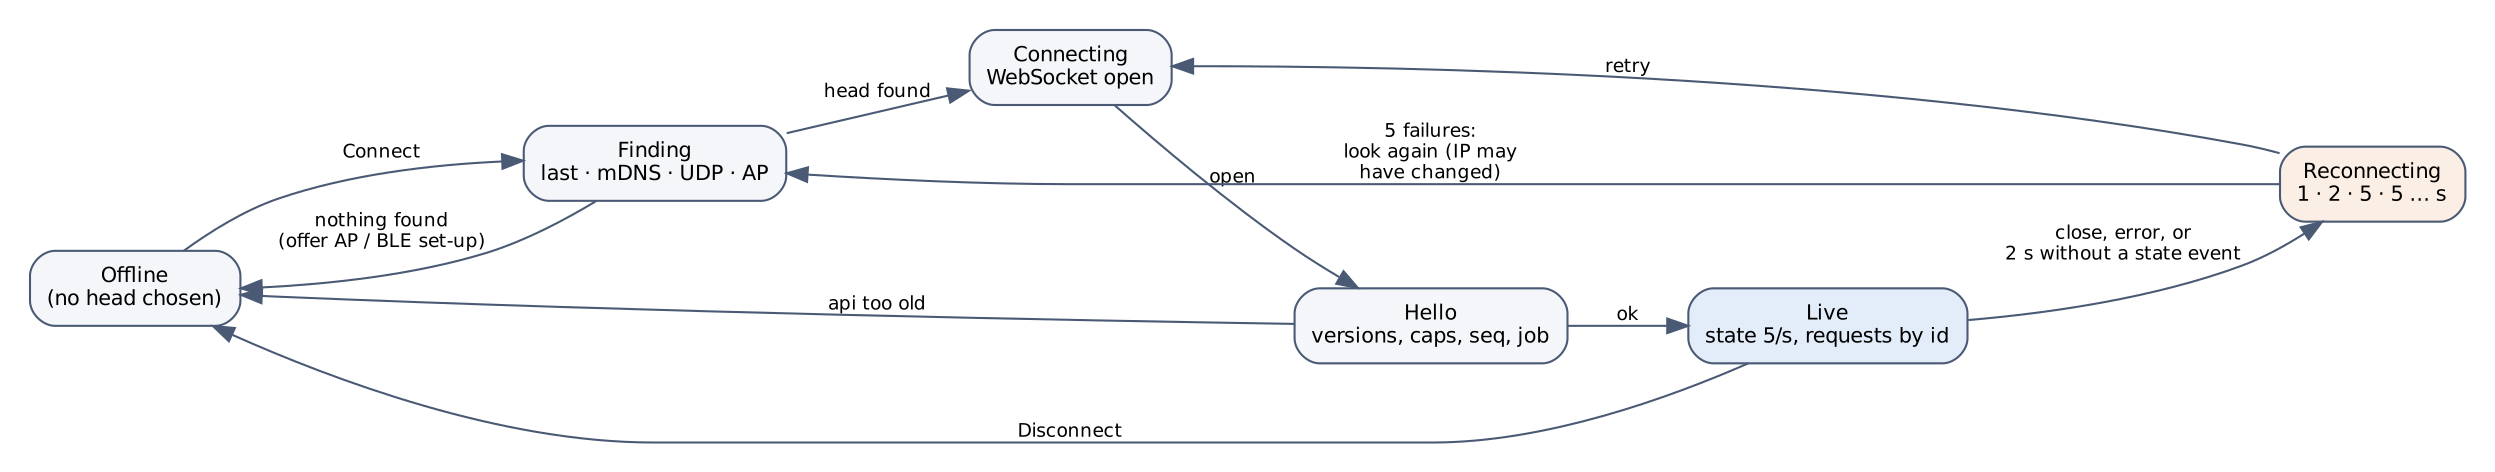 Connecting
WebSocket open
retry
head found
5 failures:
look again (IP may
have changed)
Connect
Finding
last · mDNS · UDP · AP
open
Reconnecting
1 · 2 · 5 · 5 ... s
nothing found
(offer AP / BLE set-up)
close, error, or
2 s without a state event
Offline
(no head chosen)
api too old
Hello
versions, caps, seq, job
ok
Live
state 5/s, requests by id
Disconnect